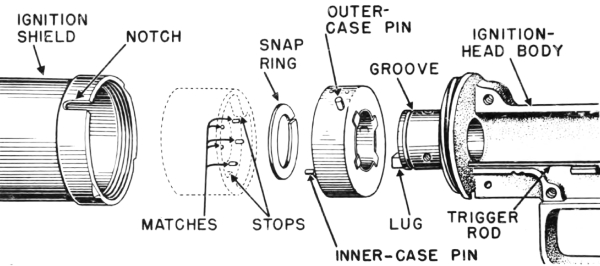 IGNITION
SHIELD
NOTCH
SNAP
RING
OUTER-
CASE PIN
GROOVE
IGNITION-
HEAD BODY
MATCHES
STOPS
INNER-CASE PIN
LUG
TRIGGER
ROD